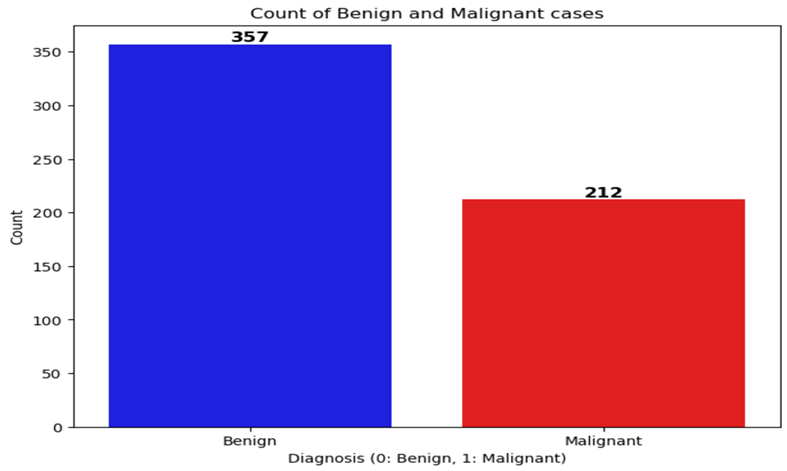 Count of Benign and Malignant cases
357
212
350
300
250
200
150
100
50
0
Count
Benign
Malignant
Diagnosis (0: Benign, 1: Malignant)